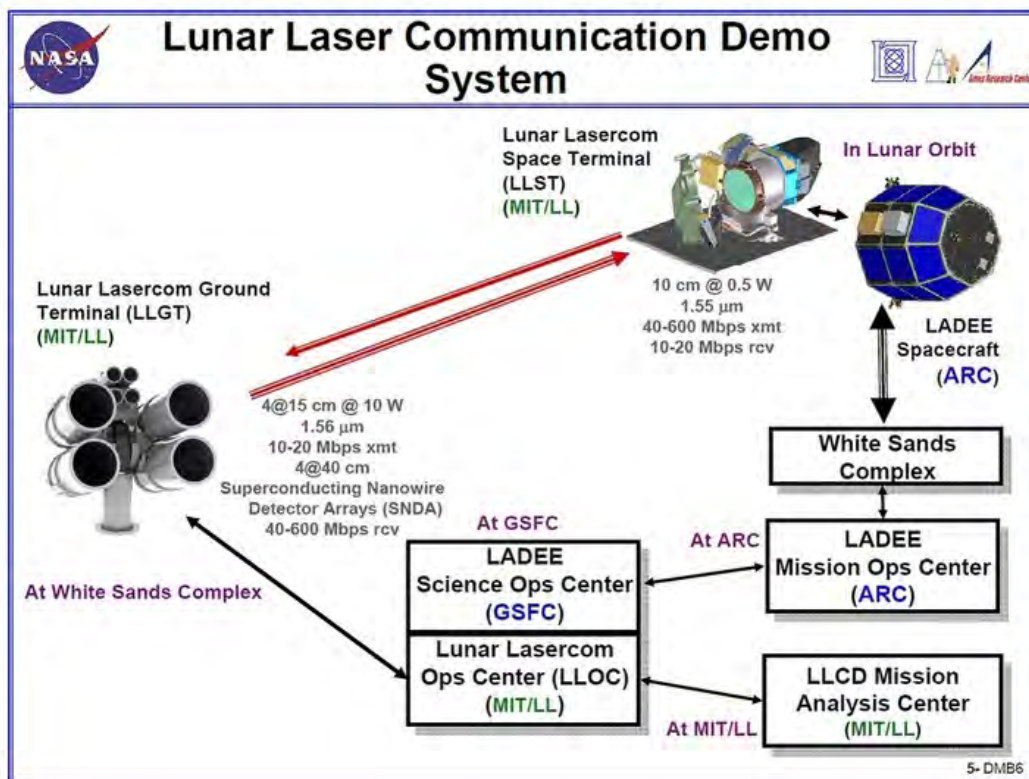 NASA
Lunar Laser Communication Demo
System
Ames Research Center
Lunar Lasercom
Space Terminal
(LLST)
(MIT/LL)
In Lunar Orbit
10 cm @ 0.5 W
1.55 μm
40-600 Mbps xmt
10-20 Mbps rcv
LADEE
Spacecraft
(ARC)
Lunar Lasercom Ground
Terminal (LLGT)
(MIT/LL)
4@15 cm @ 10 W
1.56 μm
10-20 Mbps xmt
4@40 cm
Superconducting Nanowire
Detector Arrays (SNDA)
40-600 Mbps rcv
White Sands
Complex
At White Sands Complex
At GSFC
LADEE
Science Ops Center
(GSFC)
At ARC
LADEE
Mission Ops Center
(ARC)
Lunar Lasercom
Ops Center (LLOC)
(MIT/LL)
At MIT/LL
LLCD Mission
Analysis Center
(MIT/LL)
5- DMB6